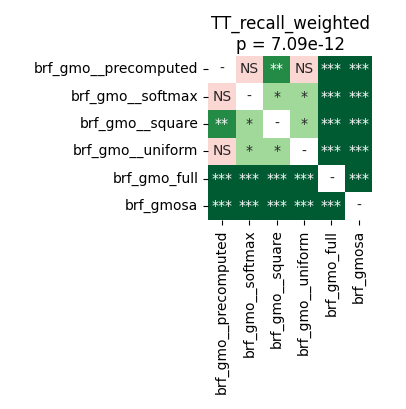 TT_recall_weighted
p = 7.09e-12
brf_gmo__precomputed - NS ** NS *** ***
brf_gmo__softmax NS - * * *** ***
brf_gmo__square ** * - * *** ***
brf_gmo__uniform NS * * - *** ***
brf_gmo_full *** *** *** *** - ***
brf_gmosa *** *** *** *** *** -
brf_gmo__precomputed
brf_gmo__softmax
brf_gmo__square
brf_gmo__uniform
brf_gmo_full
brf_gmosa